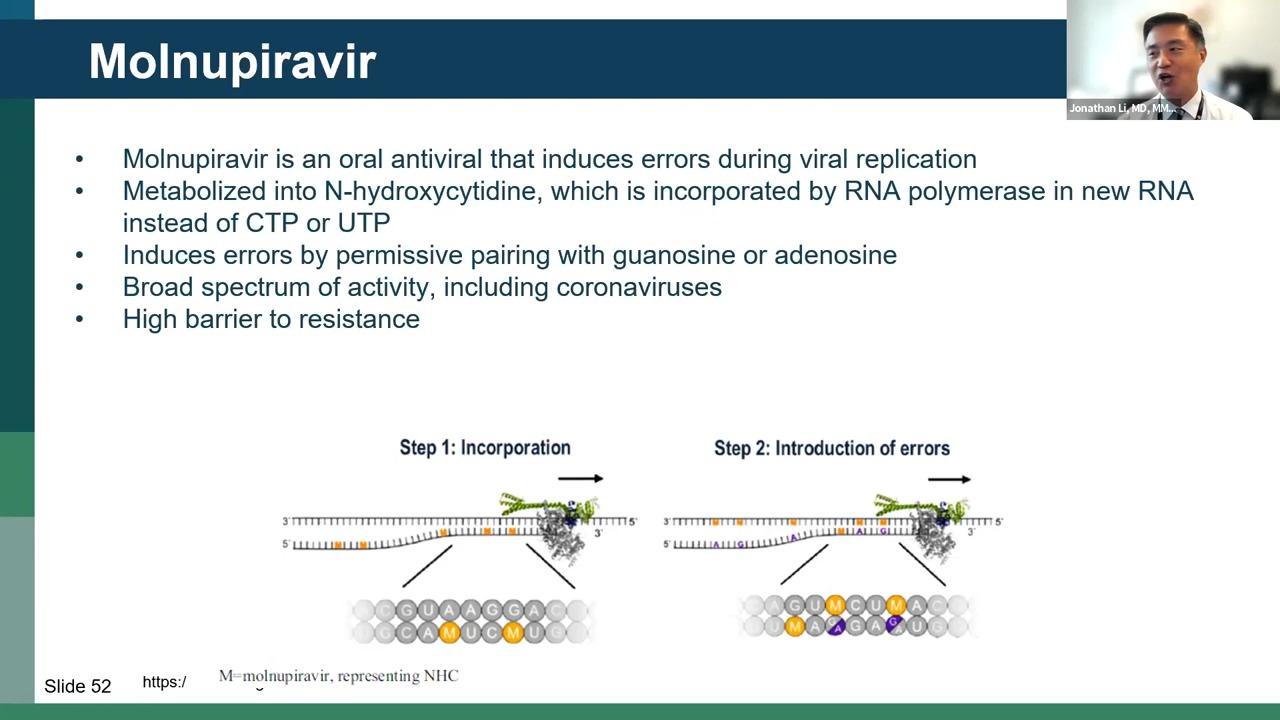 Molnupiravir
Jonathan Li, MD, MM...
• Molnupiravir is an oral antiviral that induces errors during viral replication
• Metabolized into N-hydroxycytidine, which is incorporated by RNA polymerase in new RNA
instead of CTP or UTP
• Induces errors by permissive pairing with guanosine or adenosine
• Broad spectrum of activity, including coronaviruses
• High barrier to resistance
Step 1: Incorporation
Step 2: Introduction of errors
3' 5'
M M M M M
5' 3'
3' M M M M M 5'
A G A M A G
5' 3'
C G U A A G G A C
G C A M U C M U G
A G U M C U M A C
U M A G A G A G A U G
M=molnupiravir, representing NHC
Slide 52
https:/